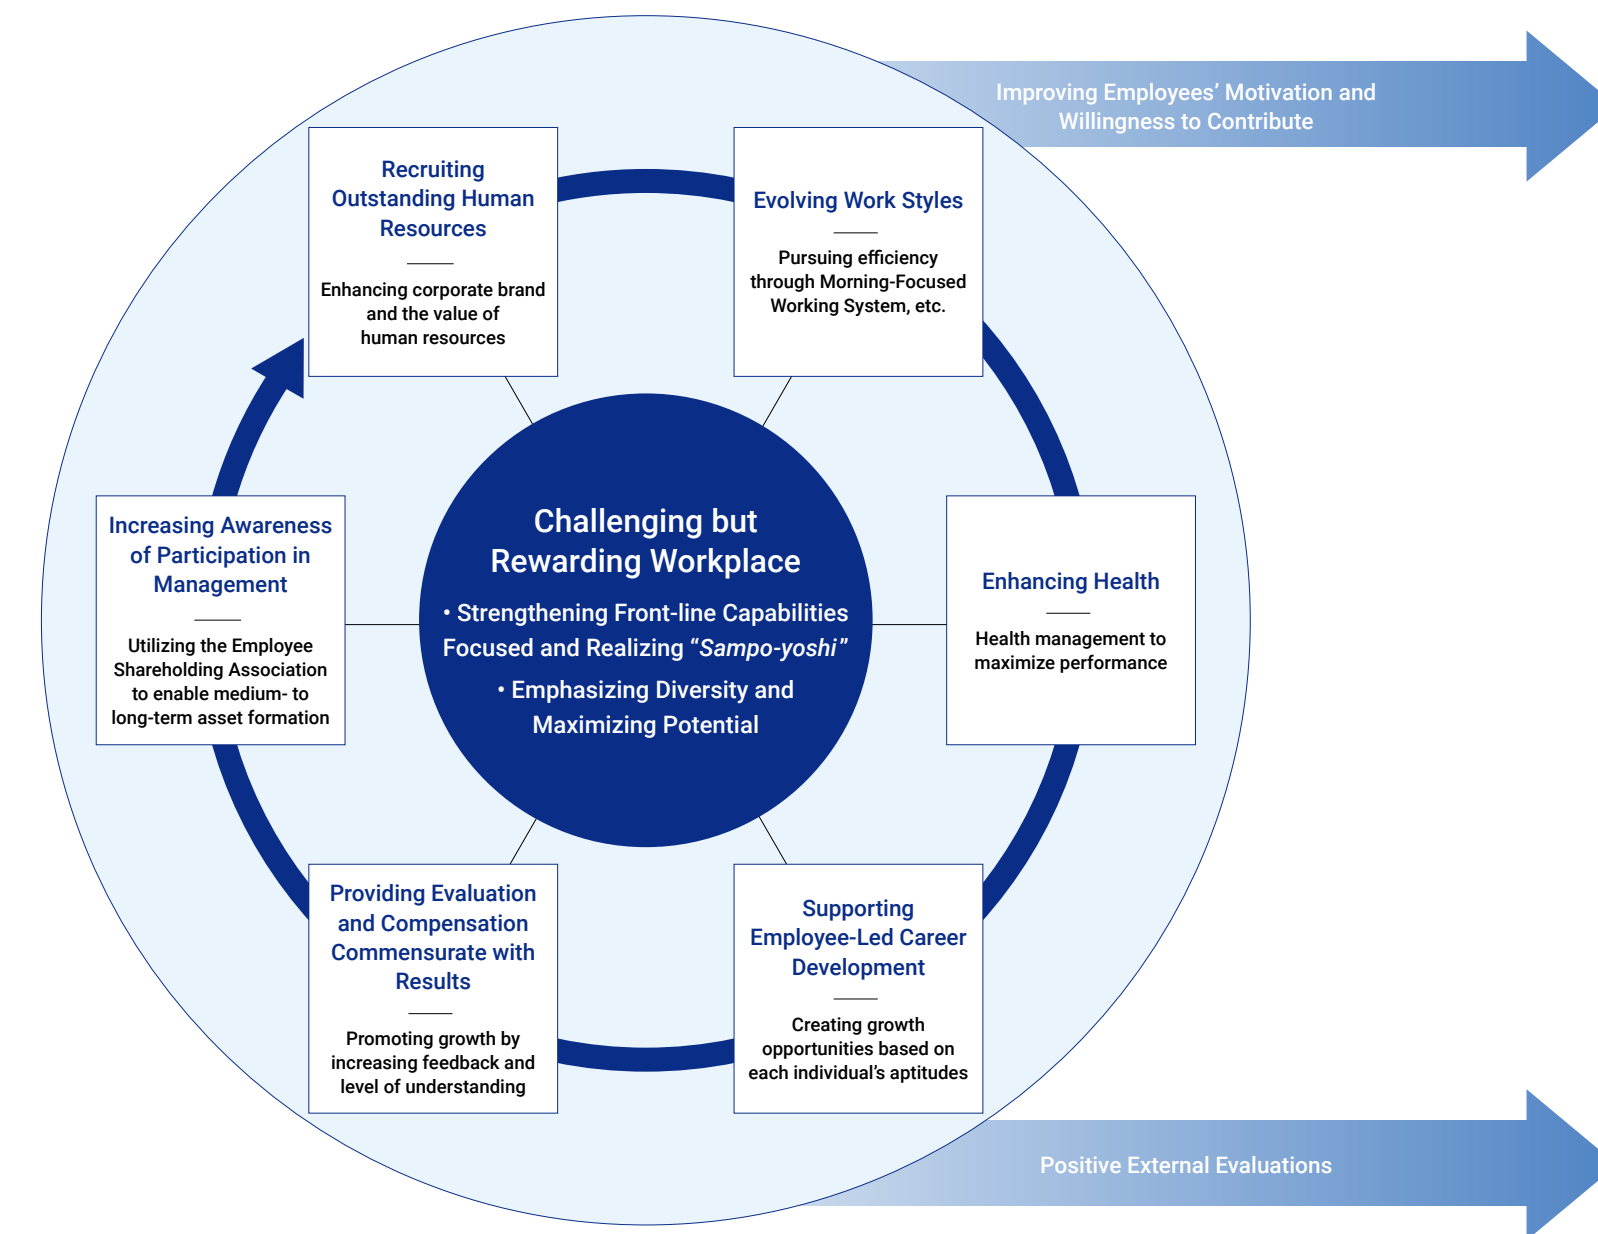 Improving Employees’ Motivation and
Willingness to Contribute
Recruiting
Outstanding Human
Resources
Enhancing corporate brand
and the value of
human resources
Evolving Work Styles
Pursuing efficiency
through Morning-Focused
Working System, etc.
Increasing Awareness
of Participation in
Management
Utilizing the Employee
Shareholding Association
to enable medium- to
long-term asset formation
Challenging but
Rewarding Workplace
• Strengthening Front-line Capabilities
Focused and Realizing “Sampo-yoshi”
• Emphasizing Diversity and
Maximizing Potential
Enhancing Health
Health management to
maximize performance
Providing Evaluation
and Compensation
Commensurate with
Results
Promoting growth by
increasing feedback and
level of understanding
Supporting
Employee-Led Career
Development
Creating growth
opportunities based on
each individual’s aptitudes
Positive External Evaluations